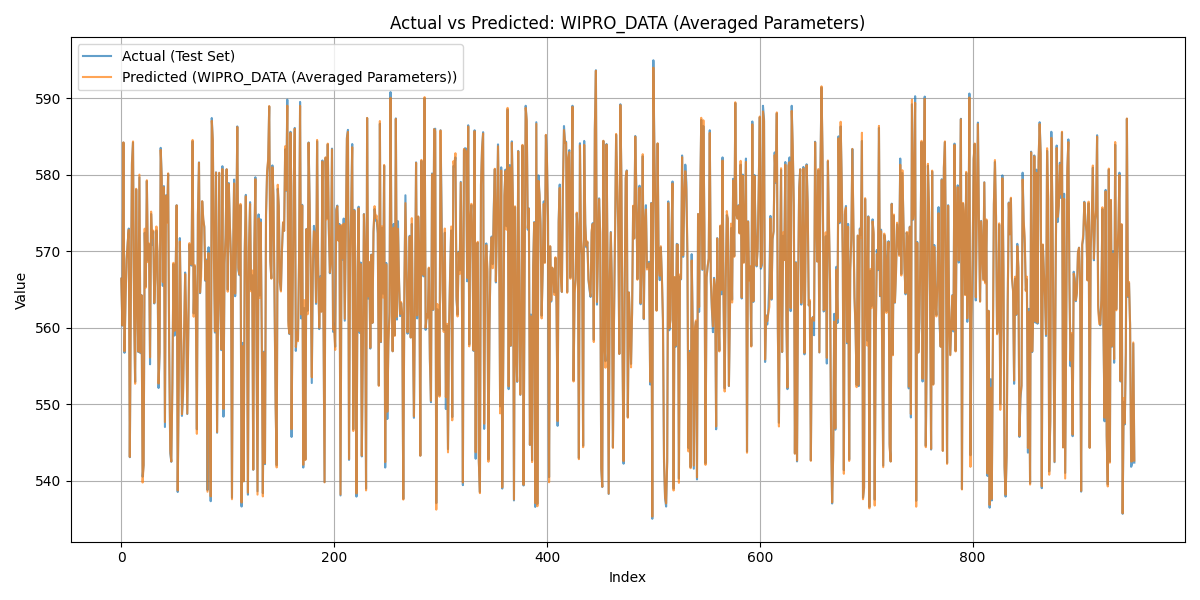 Actual vs Predicted: WIPRO_DATA (Averaged Parameters)
Actual (Test Set)
Predicted (WIPRO_DATA (Averaged Parameters))
Value
590
580
570
560
550
540
0 200 400 600 800
Index